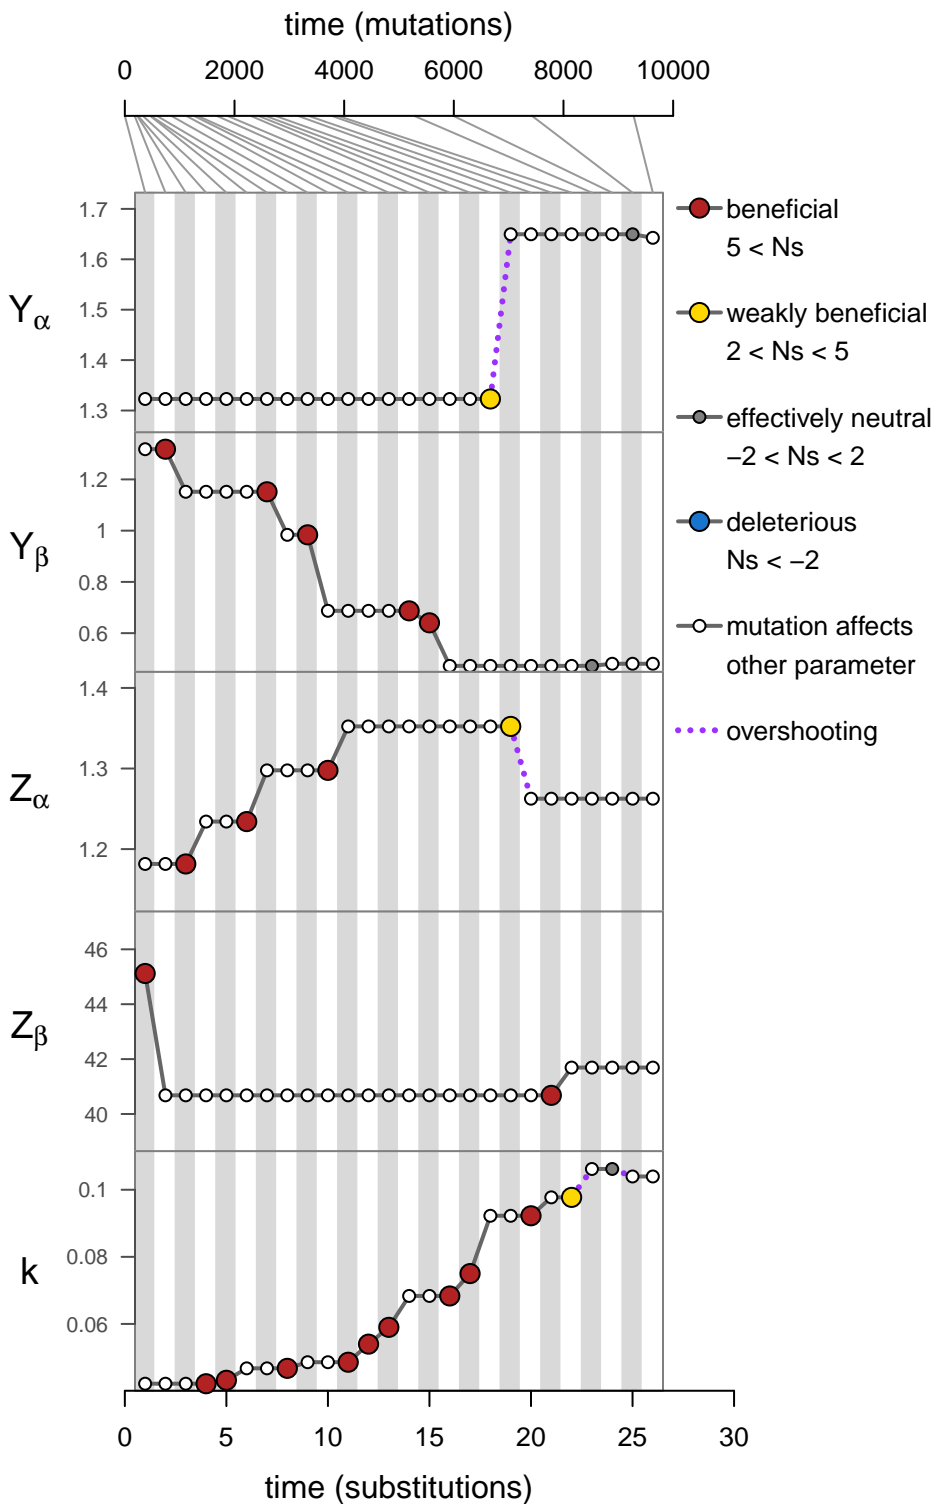 time (mutations)
0 2000 4000 6000 8000 10000
1.7
1.6
1.5
1.4
1.3
Yα
1.2
1
0.8
0.6
Yβ
1.4
1.3
1.2
Zα
46
44
42
40
Zβ
0.1
0.08
0.06
k
0 5 10 15 20 25 30
time (substitutions)
beneficial
5 < Ns
weakly beneficial
2 < Ns < 5
effectively neutral
−2 < Ns < 2
deleterious
Ns < −2
mutation affects
other parameter
overshooting